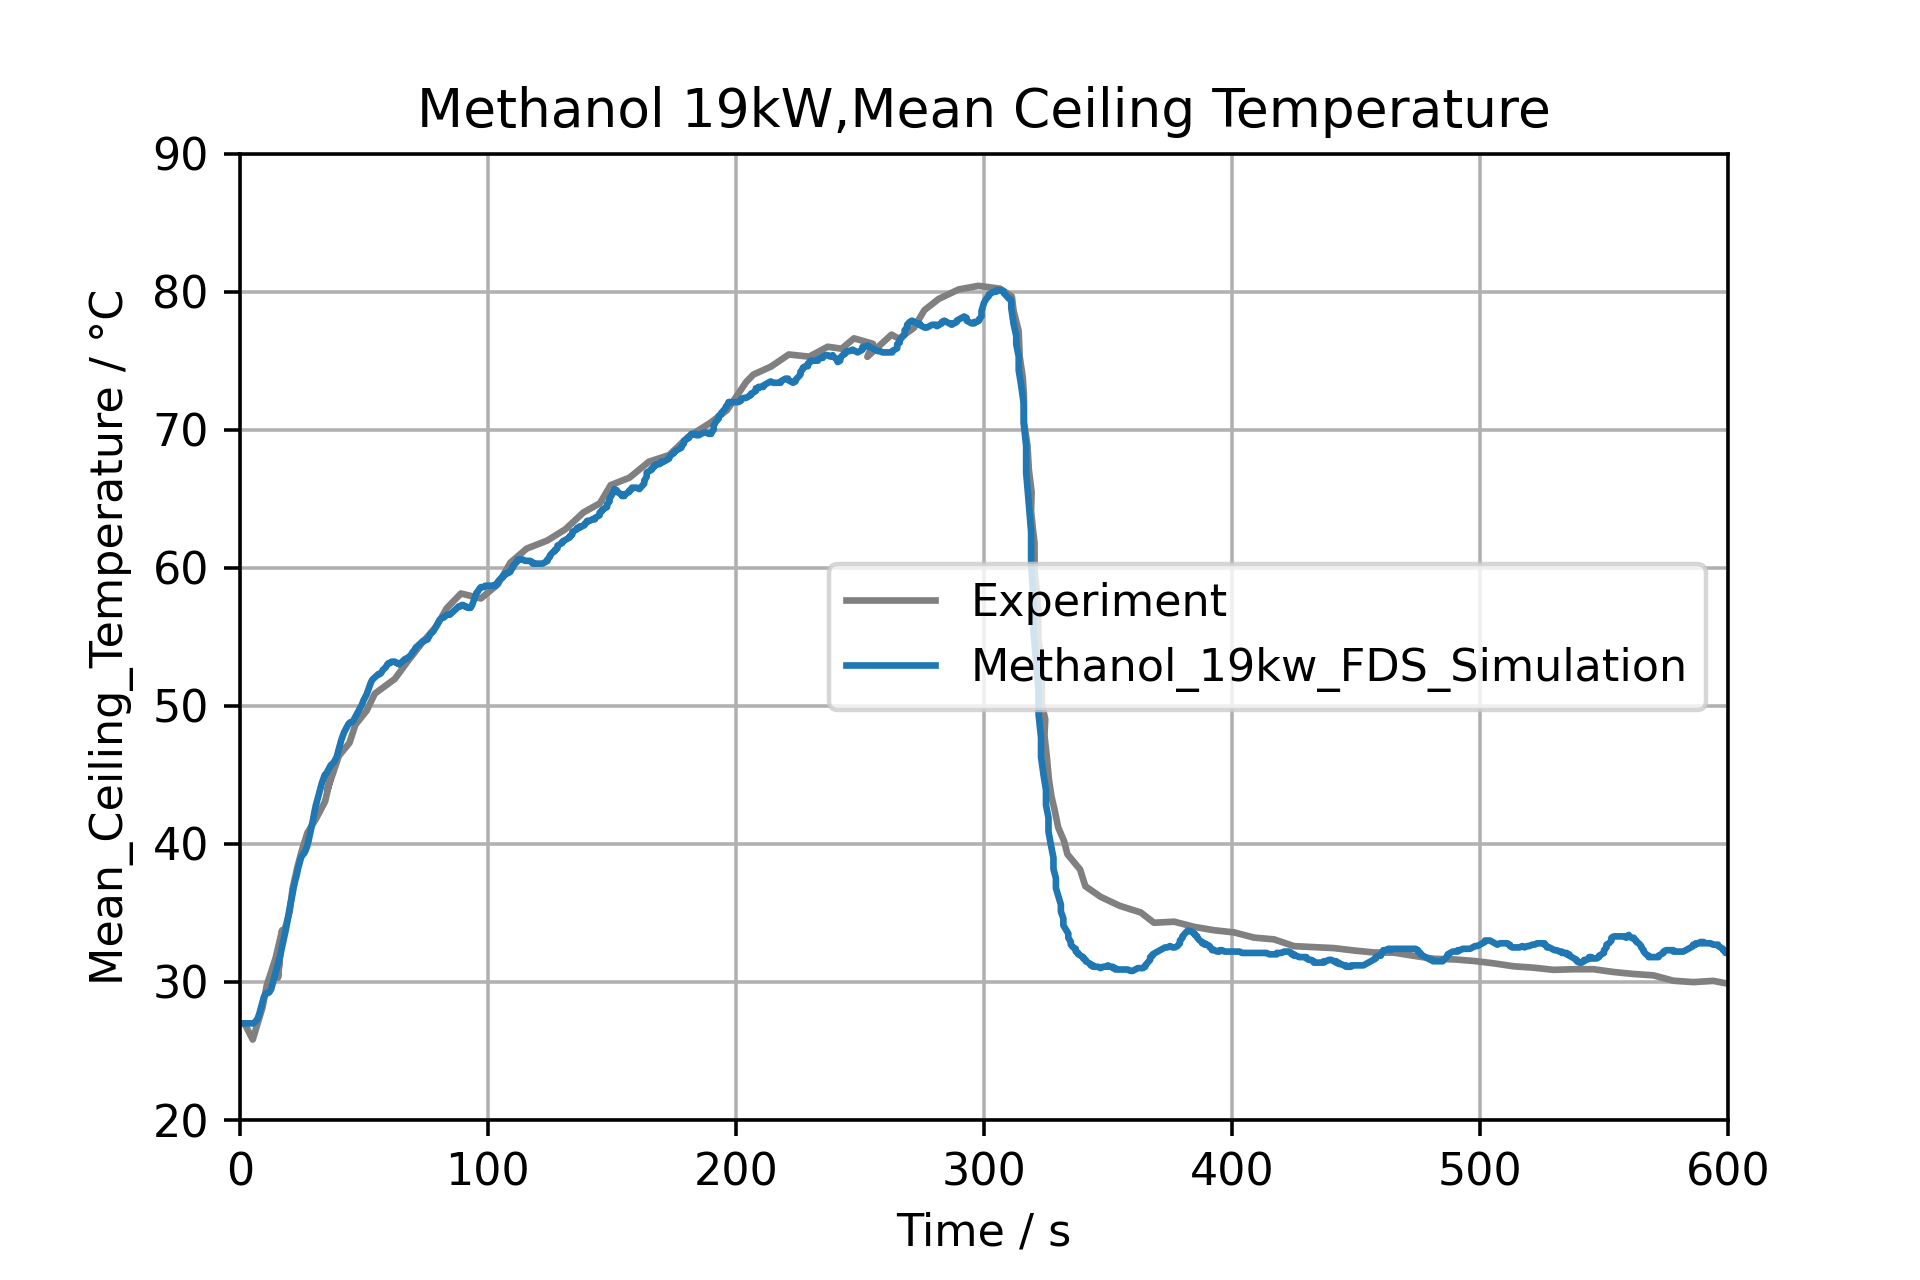 Methanol 19kW,Mean Ceiling Temperature
Mean_Ceiling_Temperature / °C
90
80
70
60
50
40
30
20
Experiment
Methanol_19kw_FDS_Simulation
0 100 200 300 400 500 600
Time / s